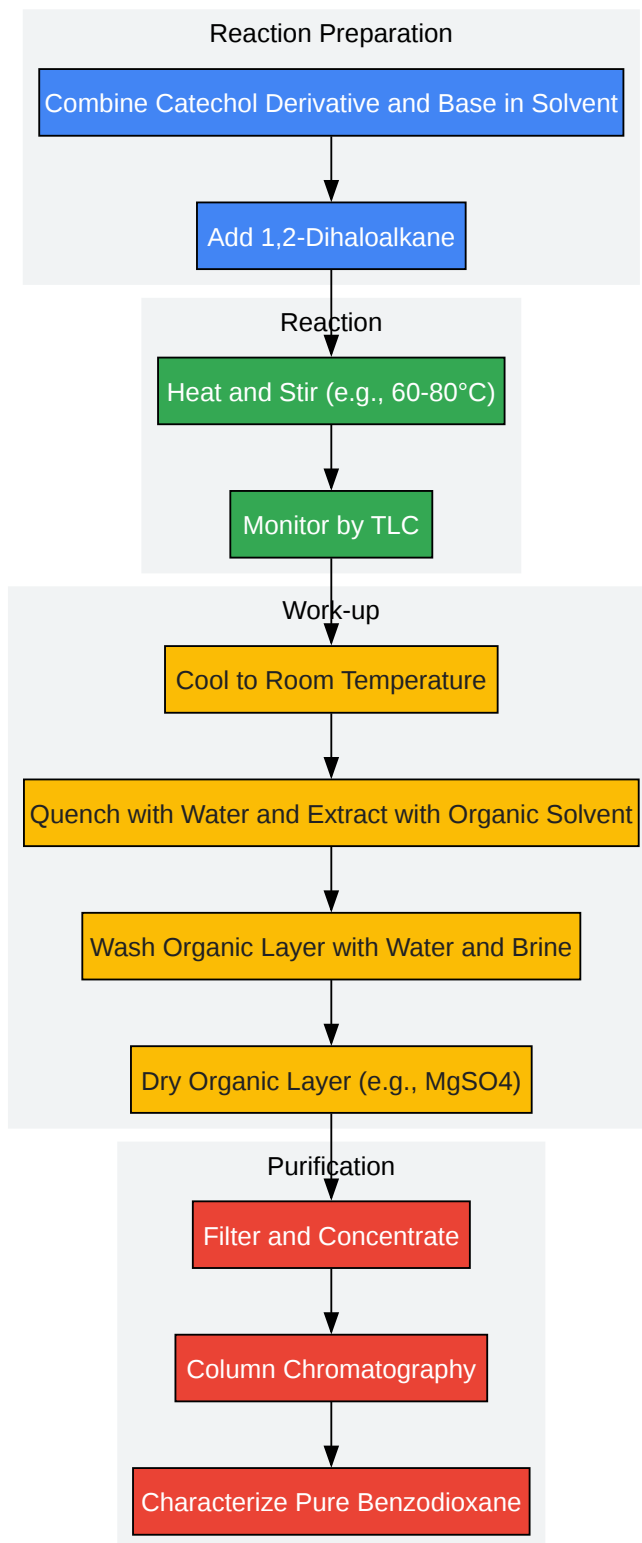 Reaction Preparation
Combine Catechol Derivative and Base in Solvent
Add 1,2-Dihaloalkane
Reaction
Heat and Stir (e.g., 60-80°C)
Monitor by TLC
Work-up
Cool to Room Temperature
Quench with Water and Extract with Organic Solvent
Wash Organic Layer with Water and Brine
Dry Organic Layer (e.g., MgSO4)
Purification
Filter and Concentrate
Column Chromatography
Characterize Pure Benzodioxane